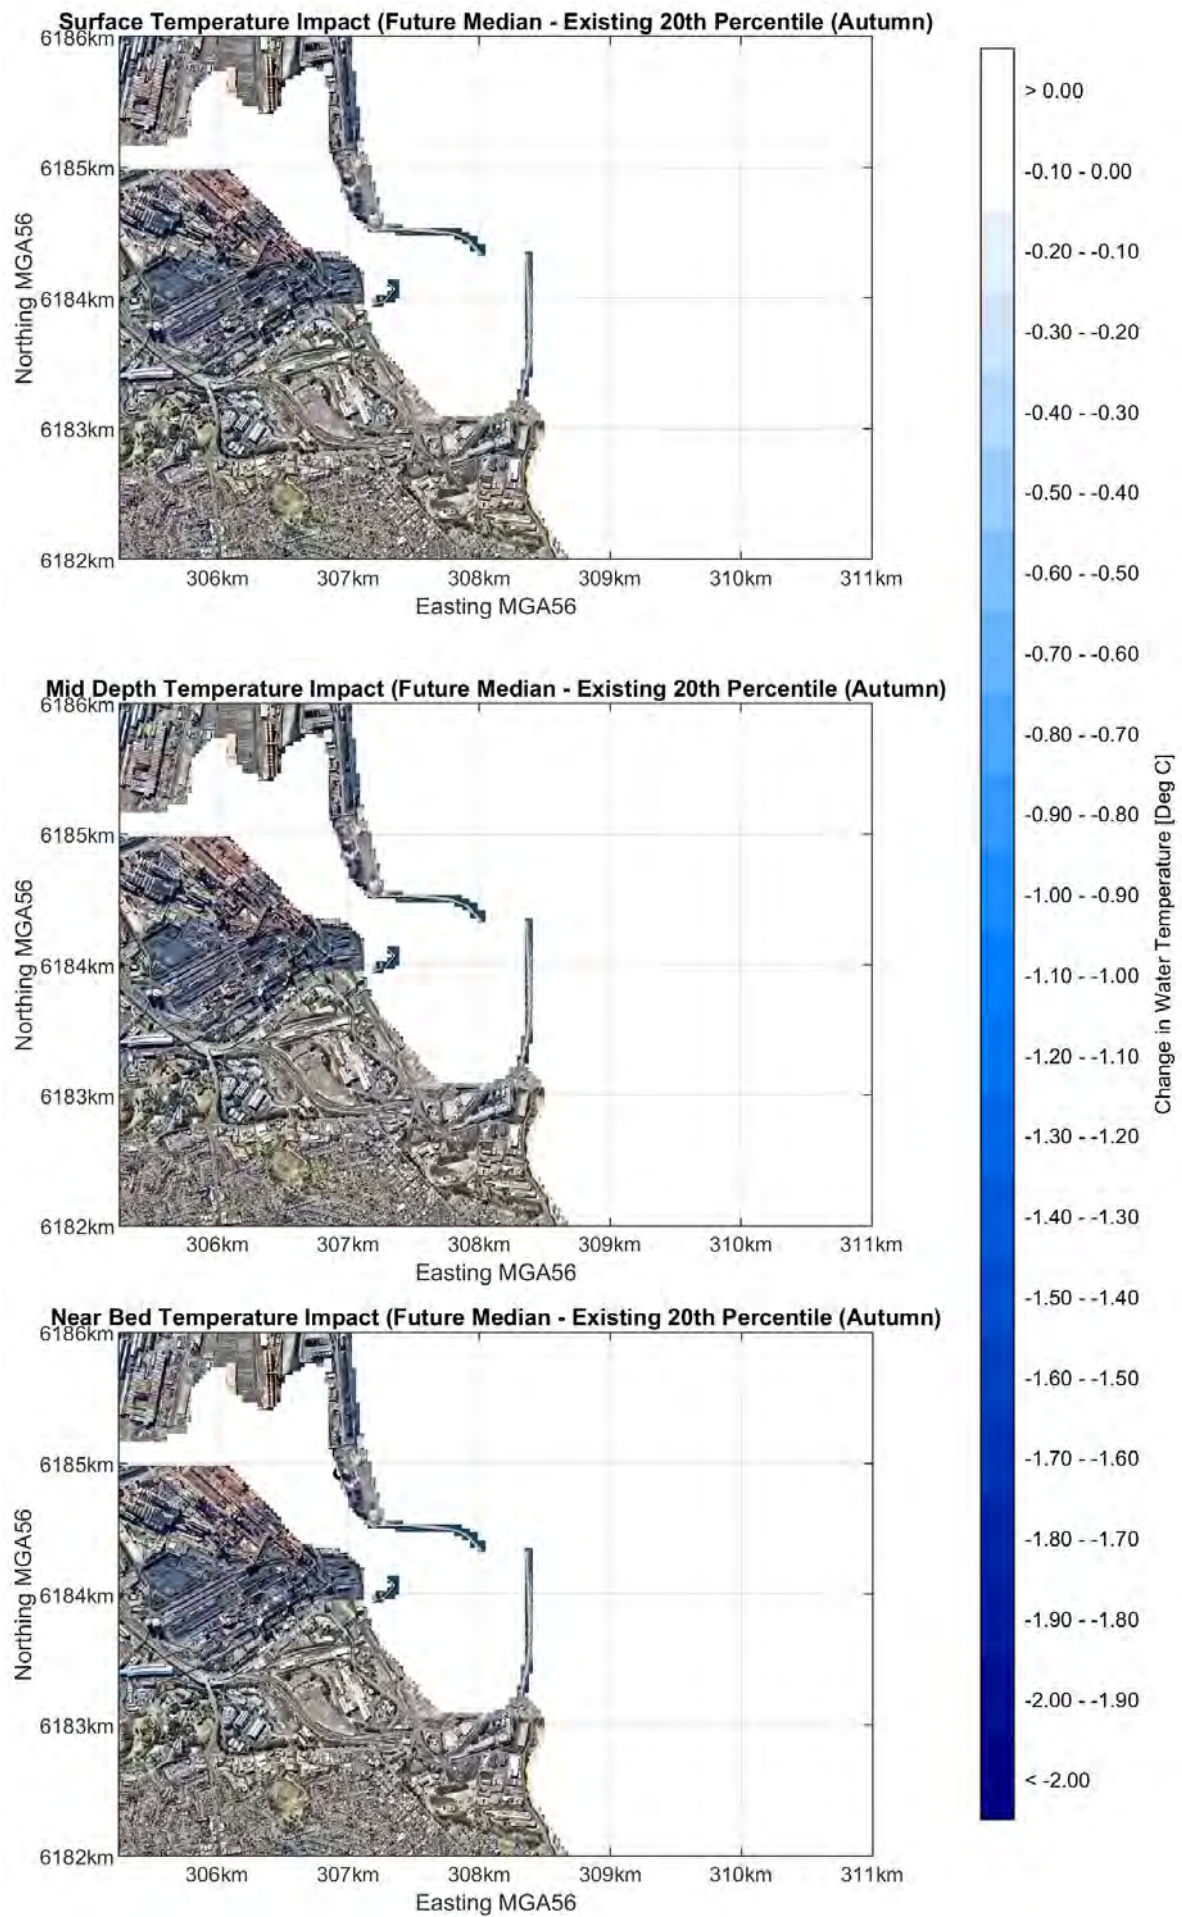 Surface Temperature Impact (Future Median - Existing 20th Percentile (Autumn)
6186km
6185km
6184km
6183km
6182km
Northing MGA56
306km 307km 308km 309km 310km 311km
Easting MGA56
Mid Depth Temperature Impact (Future Median - Existing 20th Percentile (Autumn)
6186km
6185km
6184km
6183km
6182km
Northing MGA56
306km 307km 308km 309km 310km 311km
Easting MGA56
Near Bed Temperature Impact (Future Median - Existing 20th Percentile (Autumn)
6186km
6185km
6184km
6183km
6182km
Northing MGA56
306km 307km 308km 309km 310km 311km
Easting MGA56
> 0.00
-0.10 - 0.00
-0.20 - -0.10
-0.30 - -0.20
-0.40 - -0.30
-0.50 - -0.40
-0.60 - -0.50
-0.70 - -0.60
-0.80 - -0.70
-0.90 - -0.80
-1.00 - -0.90
-1.10 - -1.00
-1.20 - -1.10
-1.30 - -1.20
-1.40 - -1.30
-1.50 - -1.40
-1.60 - -1.50
-1.70 - -1.60
-1.80 - -1.70
-1.90 - -1.80
-2.00 - -1.90
< -2.00
Change in Water Temperature [Deg C]